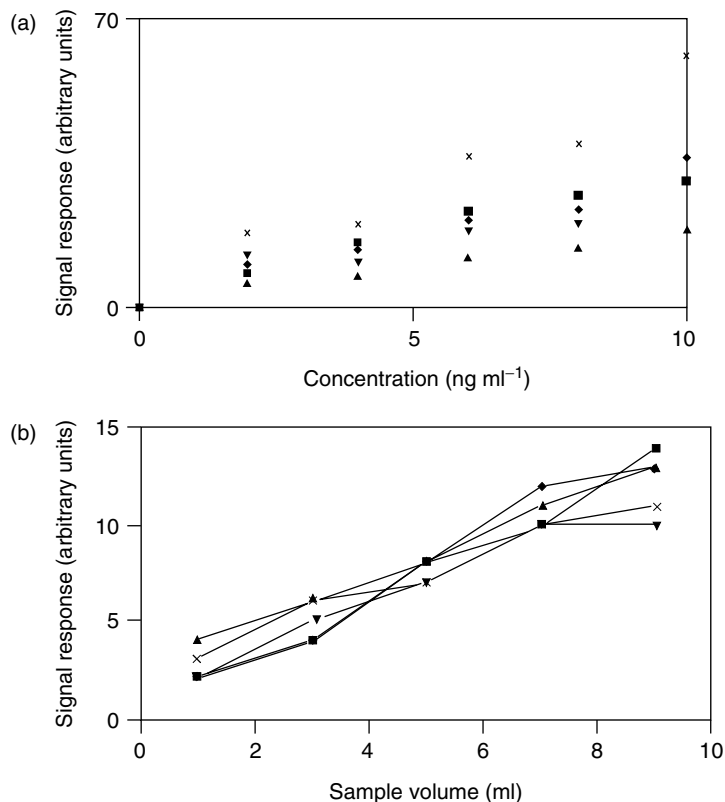 (a)
70
Signal response (arbitrary units)
0
0 5 10
Concentration (ng ml⁻¹)
(b)
15
10
5
0
Signal response (arbitrary units)
0 2 4 6 8 10
Sample volume (ml)